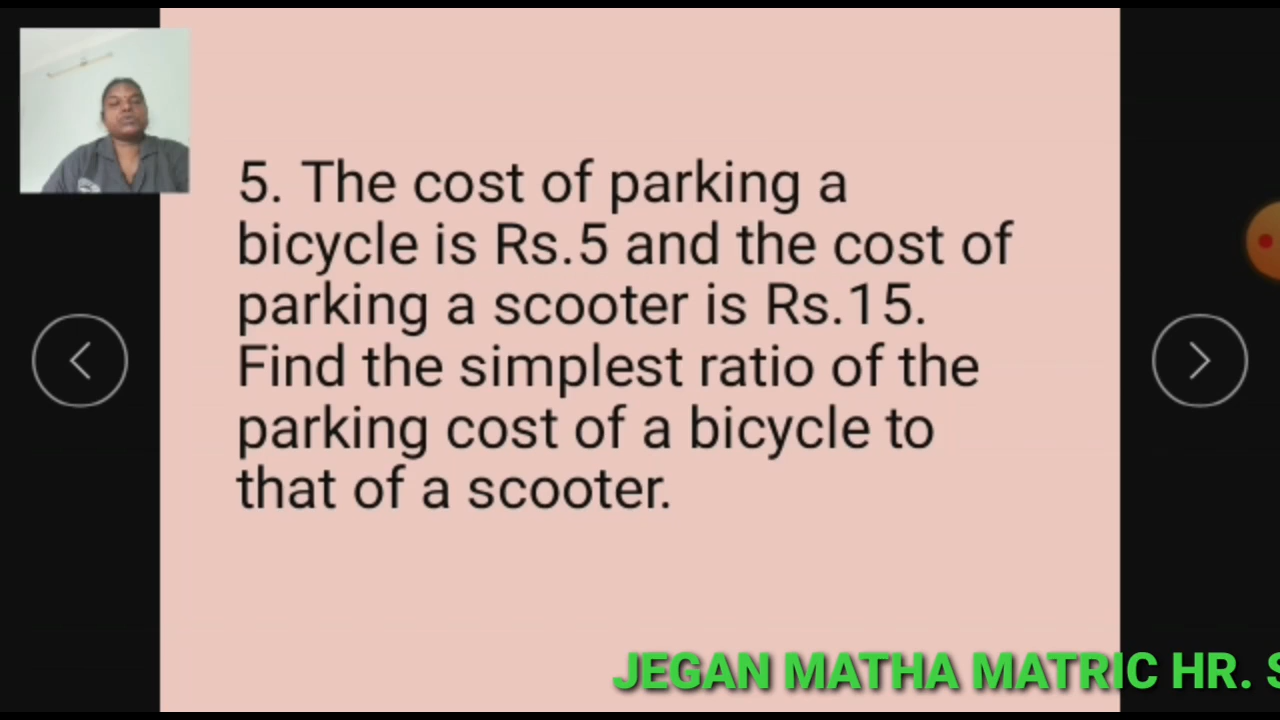 5. The cost of parking a
bicycle is Rs.5 and the cost of
parking a scooter is Rs.15.
Find the simplest ratio of the
parking cost of a bicycle to
that of a scooter.
JEGAN MATHA MATRIC HR.